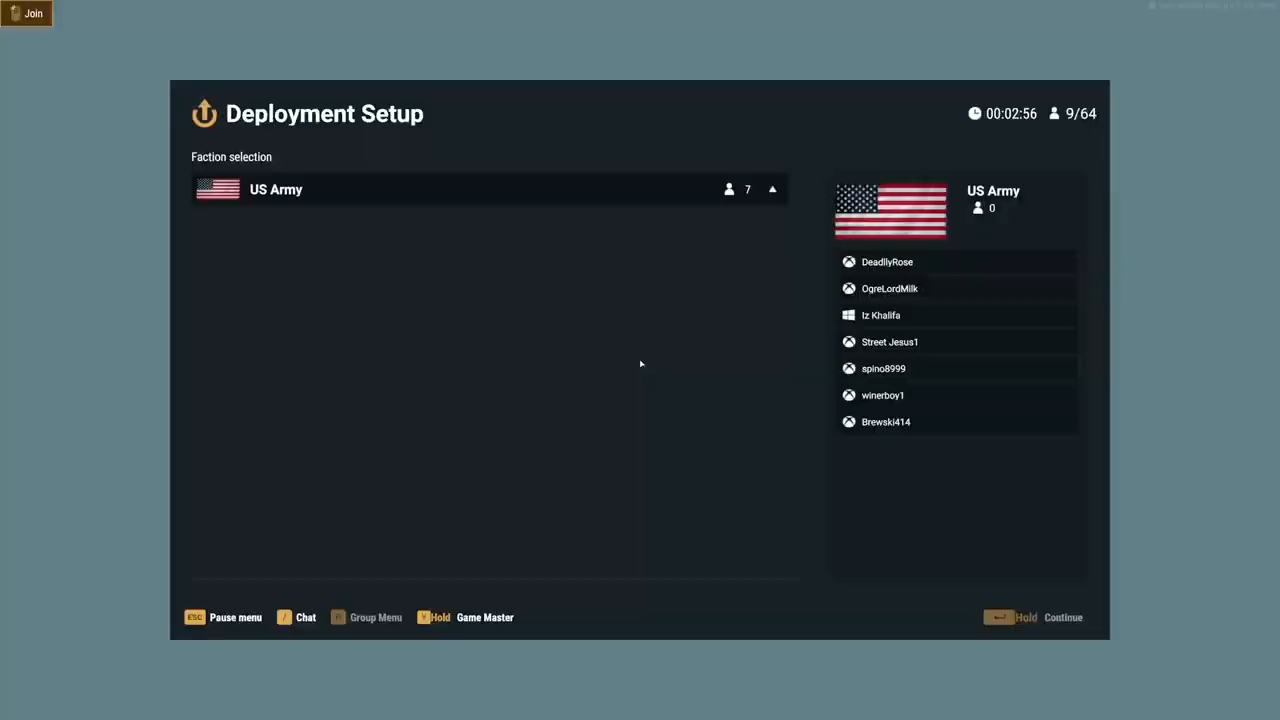 Join
Deployment Setup
00:02:56 9/64
Faction selection
US Army 7
US Army
0
DeadllyRose
OgreLordMilk
Iz Khalifa
Street Jesus1
spino8999
winerboy1
Brewski414
ESC Pause menu / Chat Group Menu Y Hold Game Master Hold Continue